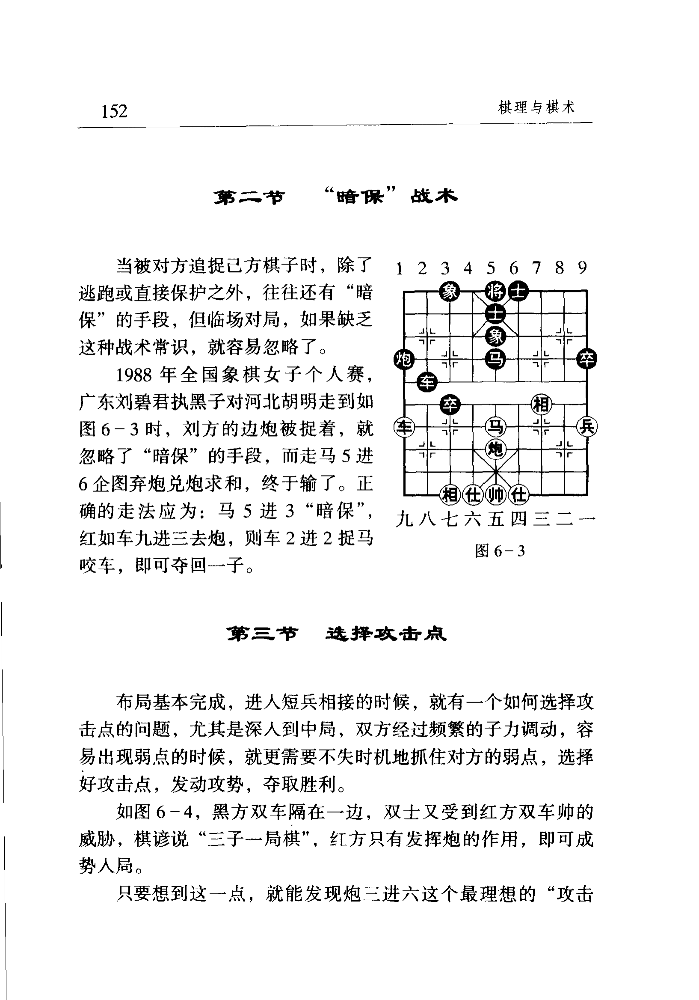 152
棋理与棋术
第二节 “暗保”战术
当被对方追捉己方棋子时，除了
逃跑或直接保护之外，往往还有“暗
保”的手段，但临场对局，如果缺乏
这种战术常识，就容易忽略了。
1988 年全国象棋女子个人赛，
广东刘碧君执黑子对河北胡明走到如
图 6－3 时，刘方的边炮被捉着，就
忽略了“暗保”的手段，而走马 5 进
6 企图弃炮兑炮求和，终于输了。正
确的走法应为：马 5 进 3“暗保”，
红如车九进三去炮，则车 2 进 2 捉马
咬车，即可夺回一子。
1 2 3 4 5 6 7 8 9
象 将 士
士
象
炮 马 卒
车
卒 相
车 马 兵
炮
相 仕 帅 仕
九 八 七 六 五 四 三 二 一
图 6－3
第三节 选择攻击点
布局基本完成，进入短兵相接的时候，就有一个如何选择攻
击点的问题，尤其是深入到中局，双方经过频繁的子力调动，容
易出现弱点的时候，就更需要不失时机地抓住对方的弱点，选择
好攻击点，发动攻势，夺取胜利。
如图 6－4，黑方双车隔在一边，双士又受到红方双车帅的
威胁，棋谚说“三子一局棋”，红方只有发挥炮的作用，即可成
势入局。
只要想到这一点，就能发现炮三进六这个最理想的“攻击